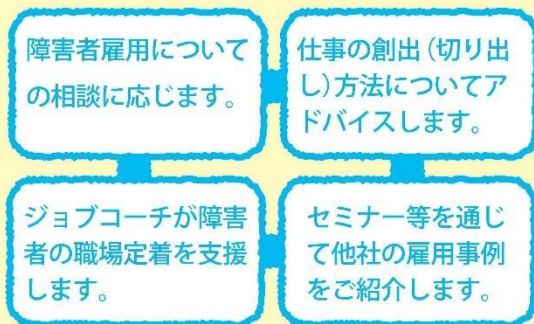 障害者雇用について
の相談に応じます。
仕事の創出（切り出
し）方法についてア
ドバイスします。
ジョブコーチが障害
者の職場定着を支援
します。
セミナー等を通じ
て他社の雇用事例
をご紹介します。